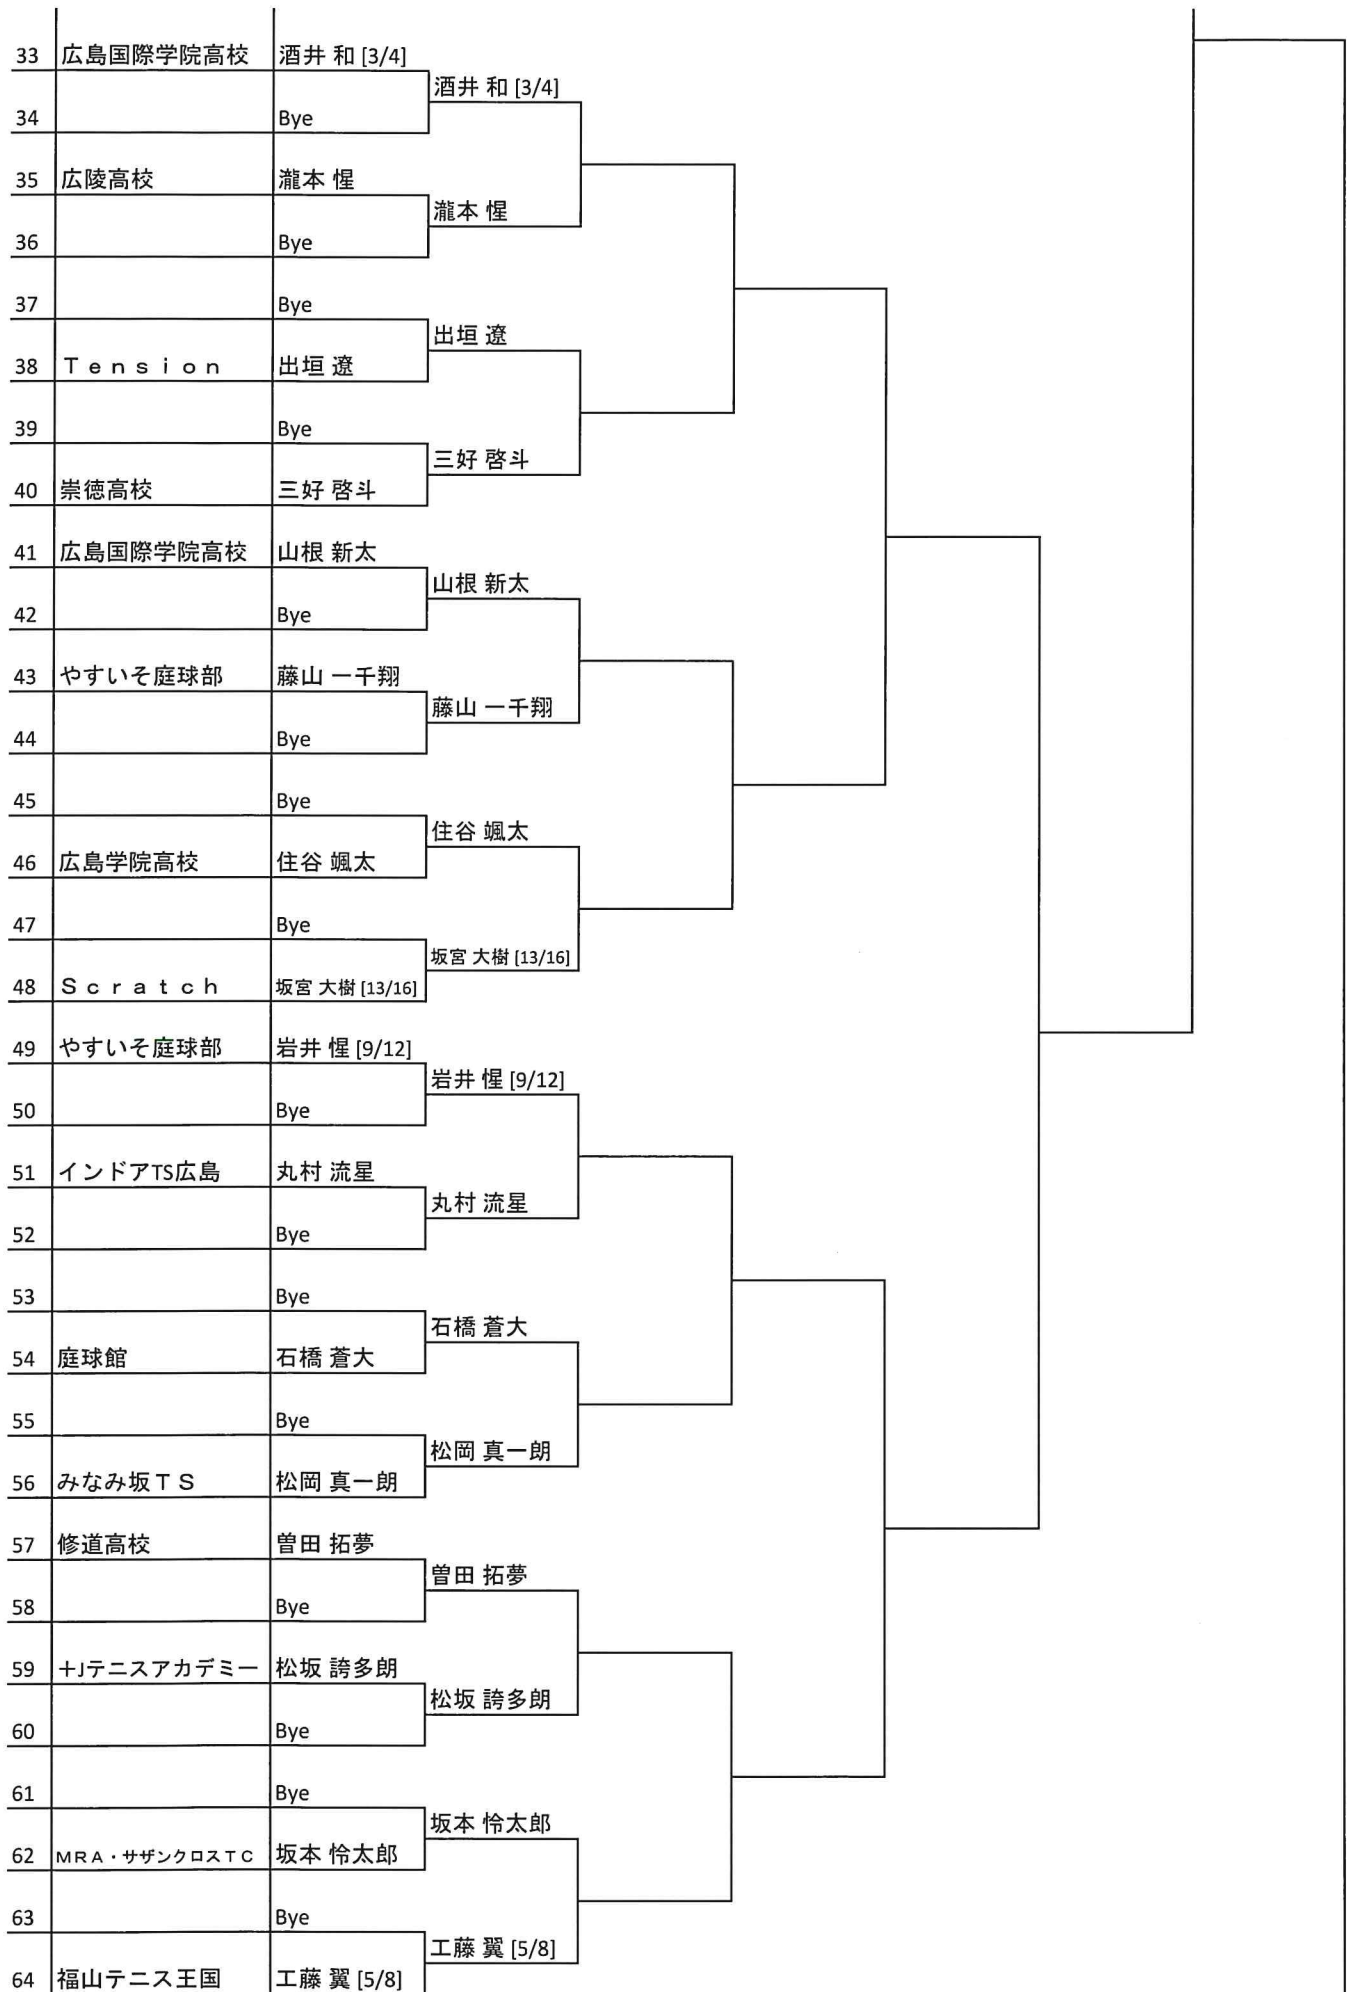 33 広島国際学院高校 酒井 和 [3/4]
酒井 和 [3/4]
34 Bye
35 広陵高校 瀧本 惺
瀧本 惺
36 Bye
37 Bye
出垣 遼
38 Ｔｅｎｓｉｏｎ 出垣 遼
39 Bye
三好 啓斗
40 崇徳高校 三好 啓斗
41 広島国際学院高校 山根 新太
山根 新太
42 Bye
43 やすいそ庭球部 藤山 一千翔
藤山 一千翔
44 Bye
45 Bye
住谷 颯太
46 広島学院高校 住谷 颯太
47 Bye
坂宮 大樹 [13/16]
48 Ｓｃｒａｔｃｈ 坂宮 大樹 [13/16]
49 やすいそ庭球部 岩井 惺 [9/12]
岩井 惺 [9/12]
50 Bye
51 インドアTS広島 丸村 流星
丸村 流星
52 Bye
53 Bye
石橋 蒼大
54 庭球館 石橋 蒼大
55 Bye
松岡 真一朗
56 みなみ坂ＴＳ 松岡 真一朗
57 修道高校 曽田 拓夢
曽田 拓夢
58 Bye
59 ＋Jテニスアカデミー 松坂 誇多朗
松坂 誇多朗
60 Bye
61 Bye
坂本 怜太郎
62 ＭＲＡ・サザンクロスＴＣ 坂本 怜太郎
63 Bye
工藤 翼 [5/8]
64 福山テニス王国 工藤 翼 [5/8]